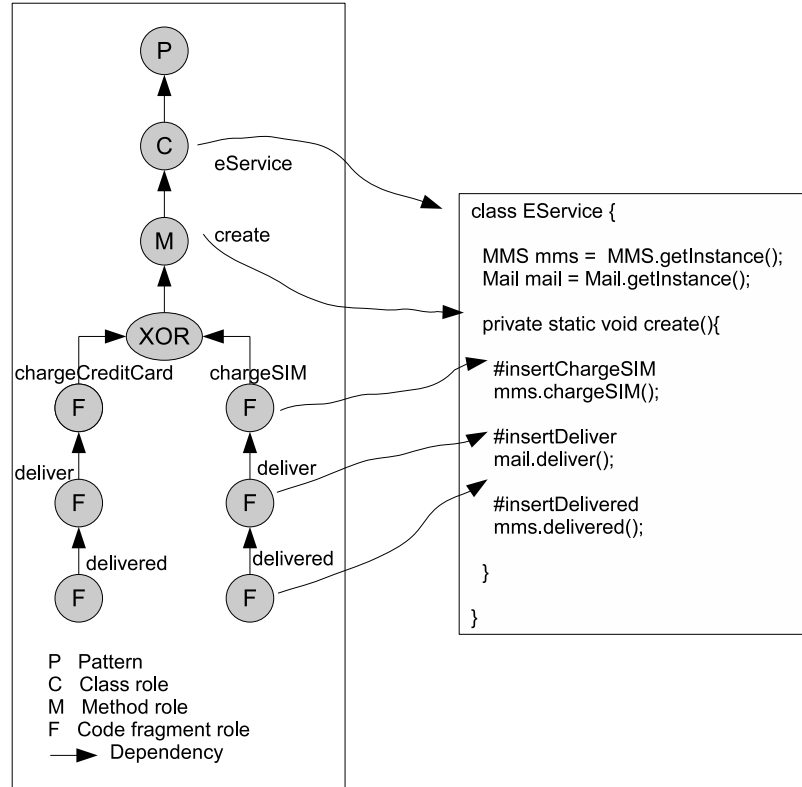 P
C
eService
M
create
XOR
chargeCreditCard
chargeSIM
F
F
deliver
deliver
F
F
delivered
delivered
F
F
P Pattern
C Class role
M Method role
F Code fragment role
Dependency
class EService {
MMS mms = MMS.getInstance();
Mail mail = Mail.getInstance();
private static void create(){
#insertChargeSIM
mms.chargeSIM();
#insertDeliver
mail.deliver();
#insertDelivered
mms.delivered();
}
}